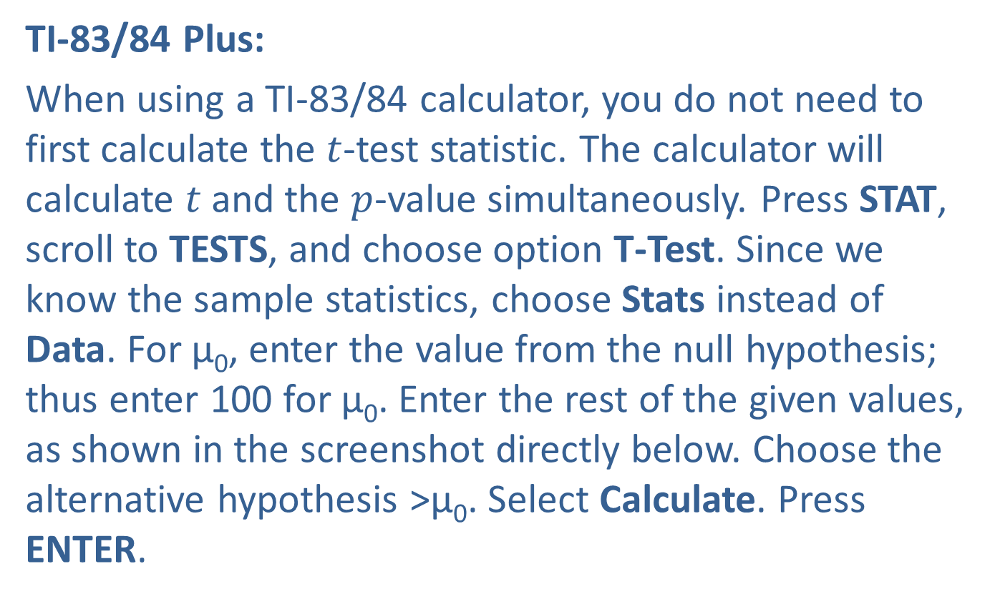 TI-83/84 Plus:
When using a TI-83/84 calculator, you do not need to
first calculate the t-test statistic. The calculator will
calculate t and the p-value simultaneously. Press STAT,
scroll to TESTS, and choose option T-Test. Since we
know the sample statistics, choose Stats instead of
Data. For μ₀, enter the value from the null hypothesis;
thus enter 100 for μ₀. Enter the rest of the given values,
as shown in the screenshot directly below. Choose the
alternative hypothesis >μ₀. Select Calculate. Press
ENTER.